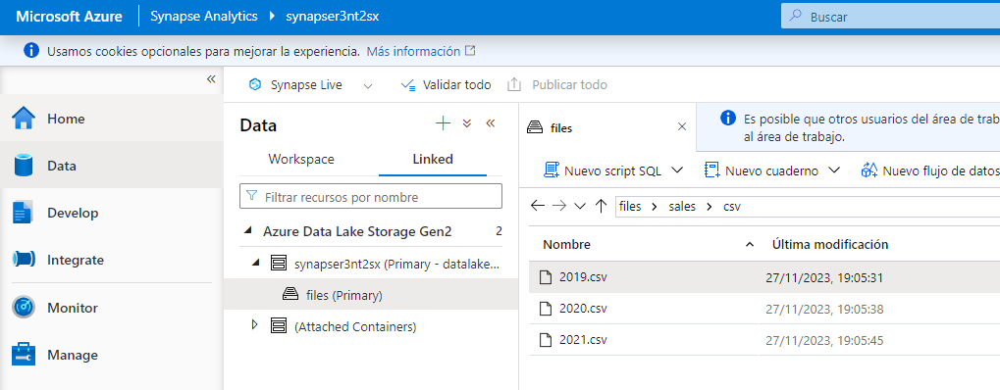 Microsoft Azure Synapse Analytics synapser3nt2sx Buscar
Usamos cookies opcionales para mejorar la experiencia. Más información
«
Synapse Live Validar todo Publicar todo
Home
Data
Develop
Integrate
Monitor
Manage
Data
Workspace Linked
Filtrar recursos por nombre
Azure Data Lake Storage Gen2 2
synapser3nt2sx (Primary - datalake...
files (Primary)
(Attached Containers)
files
Es posible que otros usuarios del área de trab
al área de trabajo.
Nuevo script SQL Nuevo cuaderno Nuevo flujo de datos
files > sales > csv
Nombre Última modificación
2019.csv 27/11/2023, 19:05:31
2020.csv 27/11/2023, 19:05:38
2021.csv 27/11/2023, 19:05:45